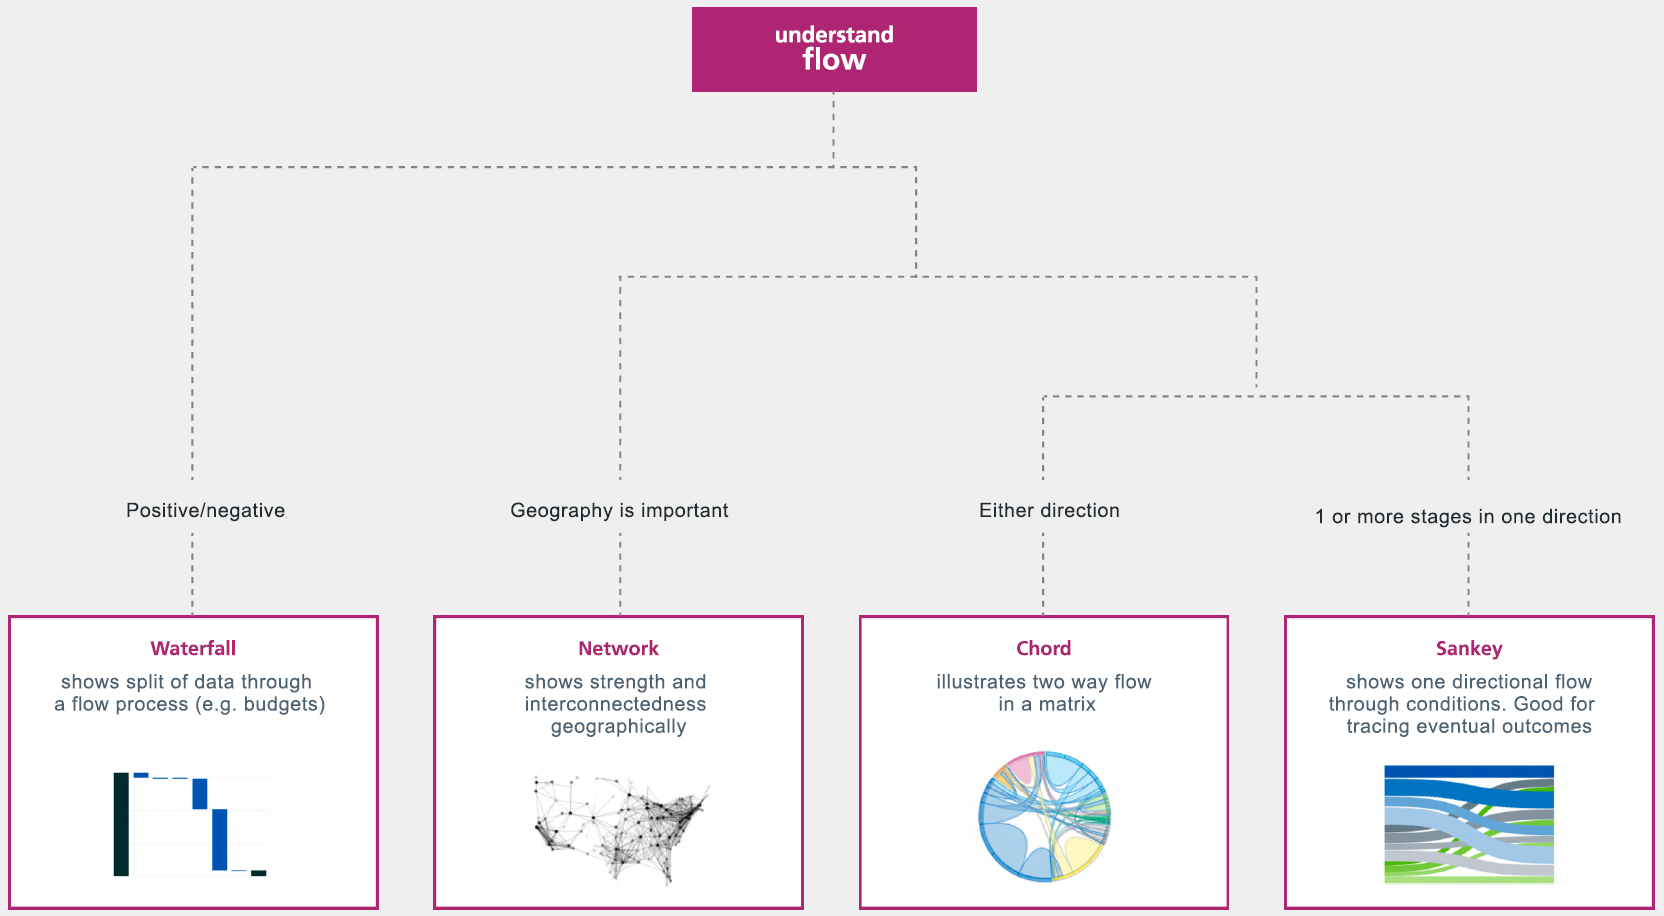 understand
flow
Positive/negative
Geography is important
Either direction
1 or more stages in one direction
Waterfall
shows split of data through
a flow process (e.g. budgets)
Network
shows strength and
interconnectedness
geographically
Chord
illustrates two way flow
in a matrix
Sankey
shows one directional flow
through conditions. Good for
tracing eventual outcomes